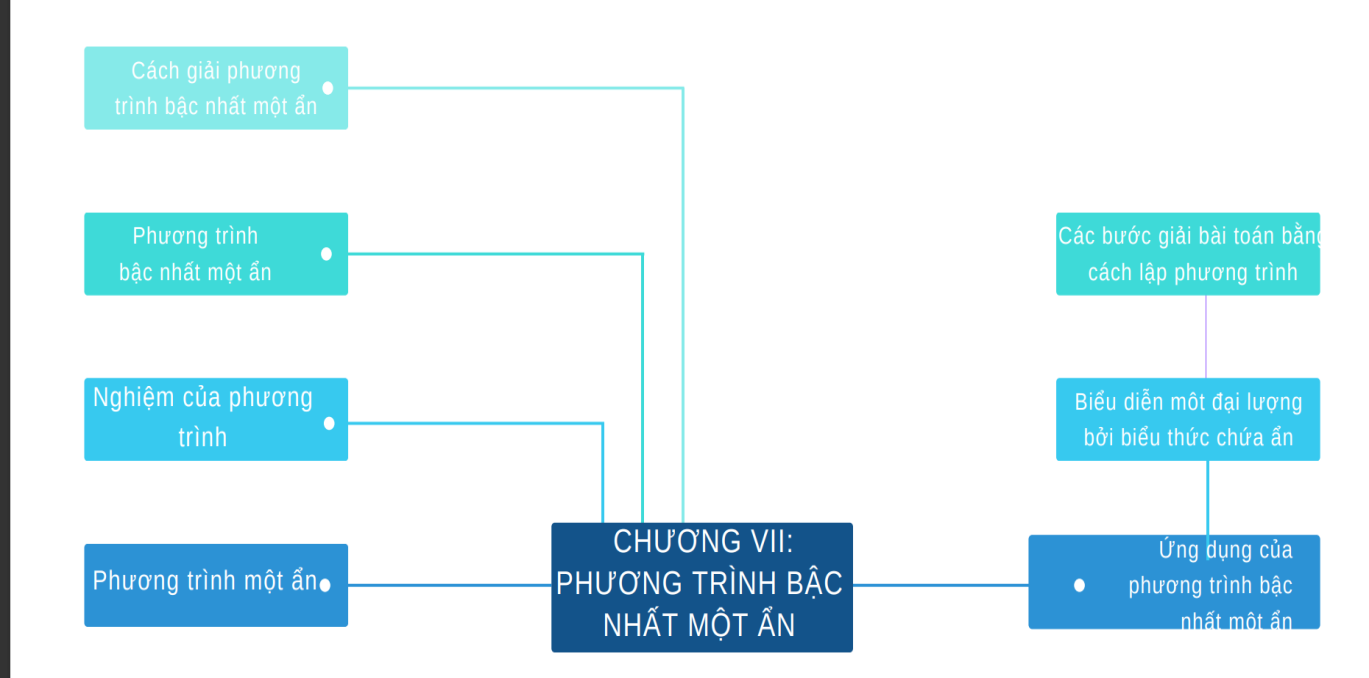 Cách giải phương
trình bậc nhất một ẩn
Phương trình
bậc nhất một ẩn
Nghiệm của phương
trình
Phương trình một ẩn
CHƯƠNG VII:
PHƯƠNG TRÌNH BẬC
NHẤT MỘT ẨN
Các bước giải bài toán bằng
cách lập phương trình
Biểu diễn môt đại lượng
bởi biểu thức chứa ẩn
Ứng dụng của
phương trình bậc
nhất một ẩn